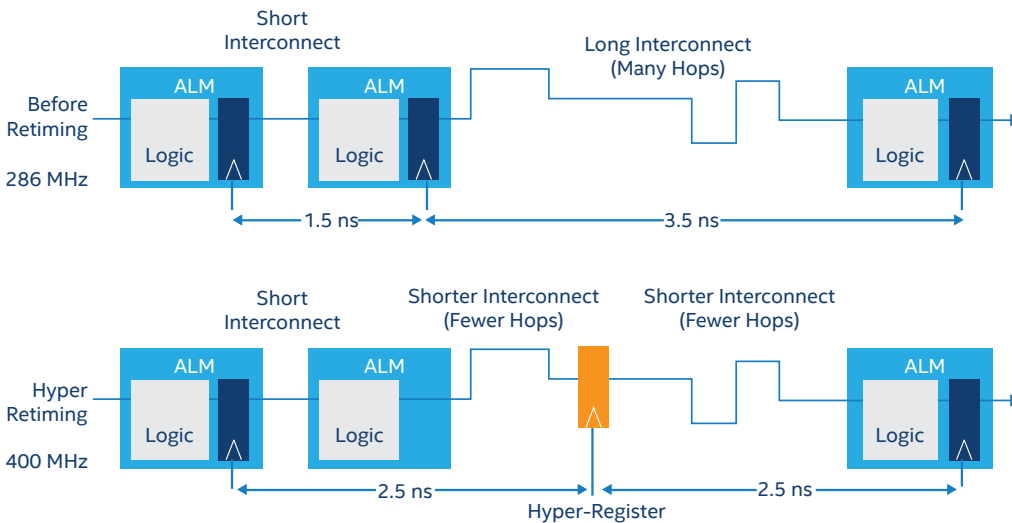 Short
Interconnect
Long Interconnect
(Many Hops)
Before
Retiming
286 MHz
ALM
Logic
ALM
Logic
ALM
Logic
1.5 ns
3.5 ns
Short
Interconnect
Shorter Interconnect
(Fewer Hops)
Shorter Interconnect
(Fewer Hops)
Hyper
Retiming
400 MHz
ALM
Logic
ALM
Logic
ALM
Logic
2.5 ns
2.5 ns
Hyper-Register